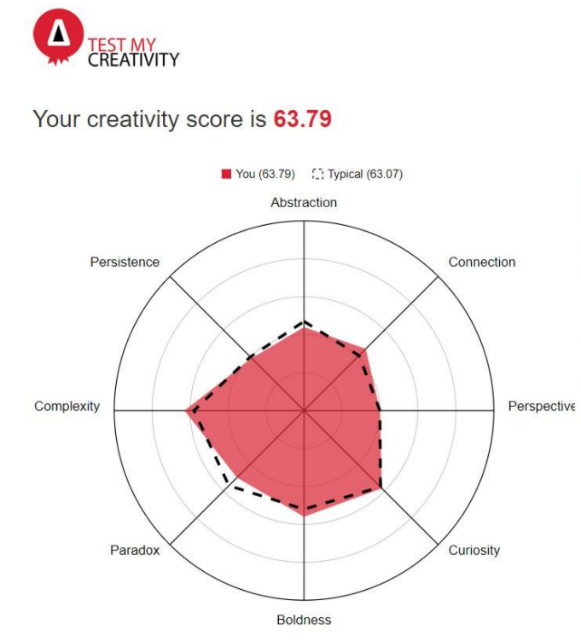 TEST MY
CREATIVITY
Your creativity score is 63.79
You (63.79) Typical (63.07)
Abstraction
Persistence Connection
Complexity Perspective
Paradox Curiosity
Boldness